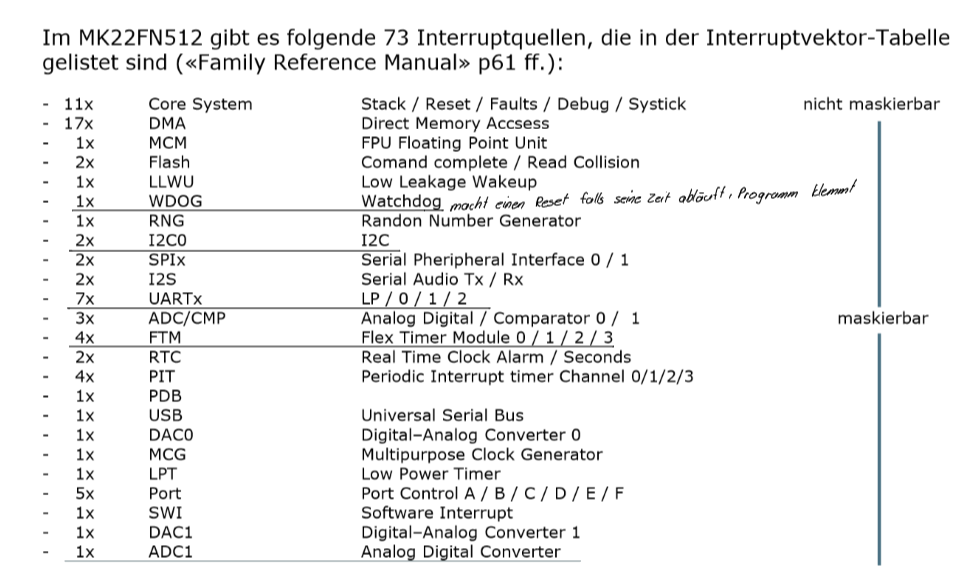 Im MK22FN512 gibt es folgende 73 Interruptquellen, die in der Interruptvektor-Tabelle
gelistet sind («Family Reference Manual» p61 ff.):
- 11x Core System Stack / Reset / Faults / Debug / Systick nicht maskierbar
- 17x DMA Direct Memory Accsess
- 1x MCM FPU Floating Point Unit
- 2x Flash Comand complete / Read Collision
- 1x LLWU Low Leakage Wakeup
- 1x WDOG Watchdog macht einen Reset falls seine Zeit abläuft, Programm klemmt
- 1x RNG Randon Number Generator
- 2x I2C0 I2C
- 2x SPIx Serial Pheripheral Interface 0 / 1
- 2x I2S Serial Audio Tx / Rx
- 7x UARTx LP / 0 / 1 / 2
- 3x ADC/CMP Analog Digital / Comparator 0 / 1 maskierbar
- 4x FTM Flex Timer Module 0 / 1 / 2 / 3
- 2x RTC Real Time Clock Alarm / Seconds
- 4x PIT Periodic Interrupt timer Channel 0/1/2/3
- 1x PDB
- 1x USB Universal Serial Bus
- 1x DAC0 Digital–Analog Converter 0
- 1x MCG Multipurpose Clock Generator
- 1x LPT Low Power Timer
- 5x Port Port Control A / B / C / D / E / F
- 1x SWI Software Interrupt
- 1x DAC1 Digital–Analog Converter 1
- 1x ADC1 Analog Digital Converter